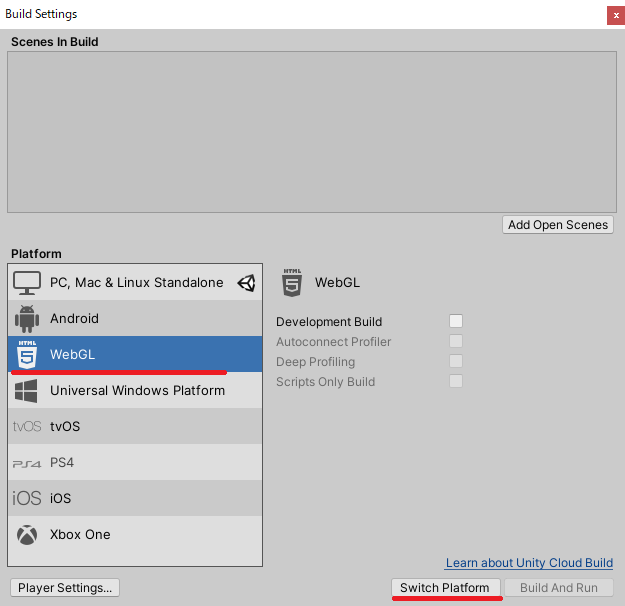 Build Settings
x
Scenes In Build
Add Open Scenes
Platform
PC, Mac & Linux Standalone
Android
HTML
5
WebGL
Universal Windows Platform
tvOS tvOS
PS4 PS4
iOS iOS
Xbox One
HTML
5
WebGL
Development Build
Autoconnect Profiler
Deep Profiling
Scripts Only Build
Learn about Unity Cloud Build
Player Settings...
Switch Platform
Build And Run